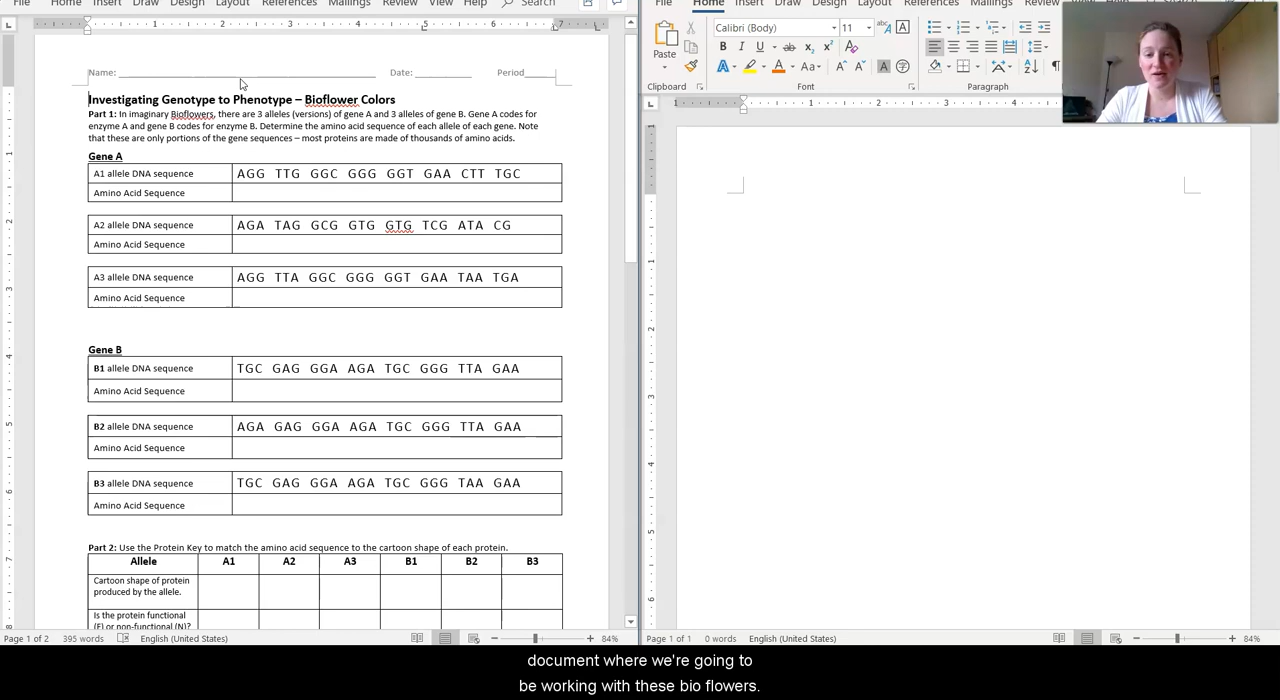 File Home Insert Draw Design Layout References Mailings Review View Help Search
Home Insert Draw Design Layout References Mailings Review
Paste
Calibri (Body) 11
Clipboard Font Paragraph
Name: Date: Period
Investigating Genotype to Phenotype – Bioflower Colors
Part 1: In imaginary Bioflowers, there are 3 alleles (versions) of gene A and 3 alleles of gene B. Gene A codes for
enzyme A and gene B codes for enzyme B. Determine the amino acid sequence of each allele of each gene. Note
that these are only portions of the gene sequences – most proteins are made of thousands of amino acids.
Gene A
A1 allele DNA sequence AGG TTG GGC GGG GGT GAA CTT TGC
Amino Acid Sequence
A2 allele DNA sequence AGA TAG GCG GTG GTG TCG ATA CG
Amino Acid Sequence
A3 allele DNA sequence AGG TTA GGC GGG GGT GAA TAA TGA
Amino Acid Sequence
Gene B
B1 allele DNA sequence TGC GAG GGA AGA TGC GGG TTA GAA
Amino Acid Sequence
B2 allele DNA sequence AGA GAG GGA AGA TGC GGG TTA GAA
Amino Acid Sequence
B3 allele DNA sequence TGC GAG GGA AGA TGC GGG TAA GAA
Amino Acid Sequence
Part 2: Use the Protein Key to match the amino acid sequence to the cartoon shape of each protein.
Allele A1 A2 A3 B1 B2 B3
Cartoon shape of protein
produced by the allele.
Is the protein functional
(F) or non-functional (N)?
Page 1 of 2 395 words English (United States) 84%
Page 1 of 1 0 words English (United States) 84%
document where we're going to
be working with these bio flowers.